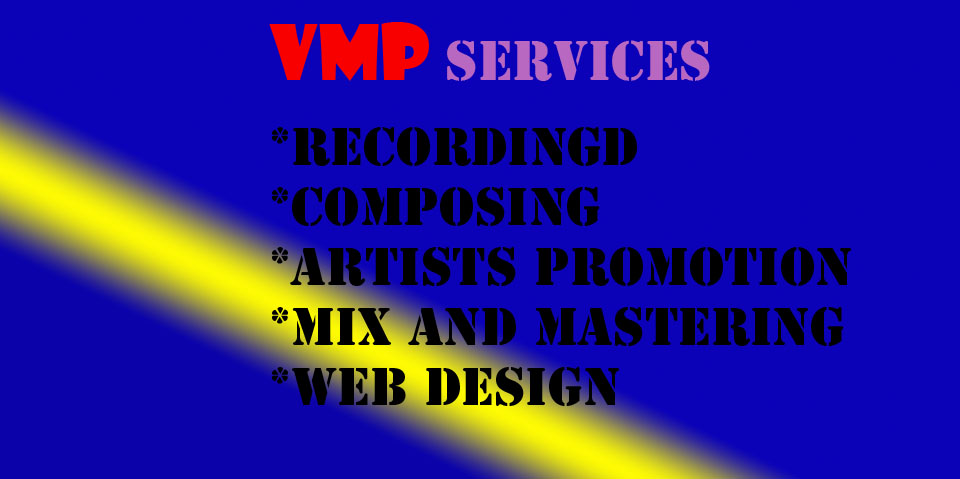 VMP SERVICES
*RECORDINGD
*COMPOSING
*ARTISTS PROMOTION
*MIX AND MASTERING
*WEB DESIGN